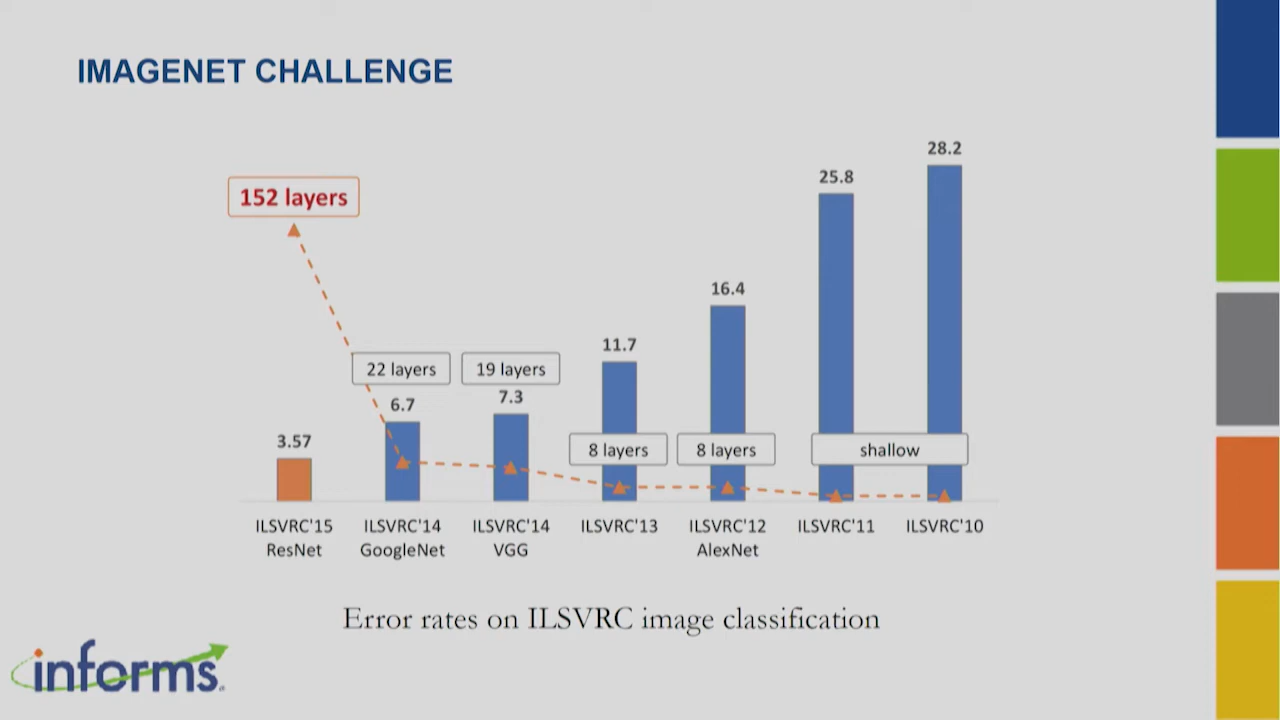 IMAGENET CHALLENGE
28.2
25.8
152 layers
16.4
11.7
22 layers
19 layers
6.7
7.3
3.57
8 layers
8 layers
shallow
ILSVRC'15
ResNet
ILSVRC'14
GoogleNet
ILSVRC'14
VGG
ILSVRC'13
ILSVRC'12
AlexNet
ILSVRC'11
ILSVRC'10
Error rates on ILSVRC image classification
informs